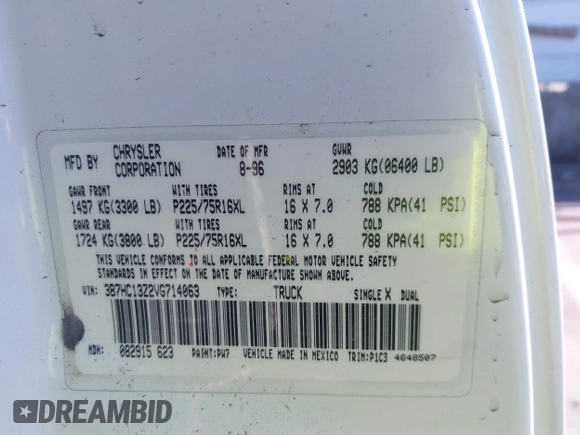 MFD BY CHRYSLER CORPORATION DATE OF MFR 8-96 GVWR 2903 KG(06400 LB)
GAWR FRONT WITH TIRES RIMS AT COLD
1497 KG(3300 LB) P225/75R16XL 16 X 7.0 788 KPA(41 PSI)
GAWR REAR WITH TIRES RIMS AT COLD
1724 KG(3800 LB) P225/75R16XL 16 X 7.0 788 KPA(41 PSI)
THIS VEHICLE CONFORMS TO ALL APPLICABLE FEDERAL MOTOR VEHICLE SAFETY
STANDARDS IN EFFECT ON THE DATE OF MANUFACTURE SHOWN ABOVE
VIN: 3B7HC13Z2VG714063 TYPE: TRUCK SINGLE X DUAL
MDH: 082915 623 PAINT:PW7 VEHICLE MADE IN MEXICO TRIM:P1C3 4648507
DREAMBID